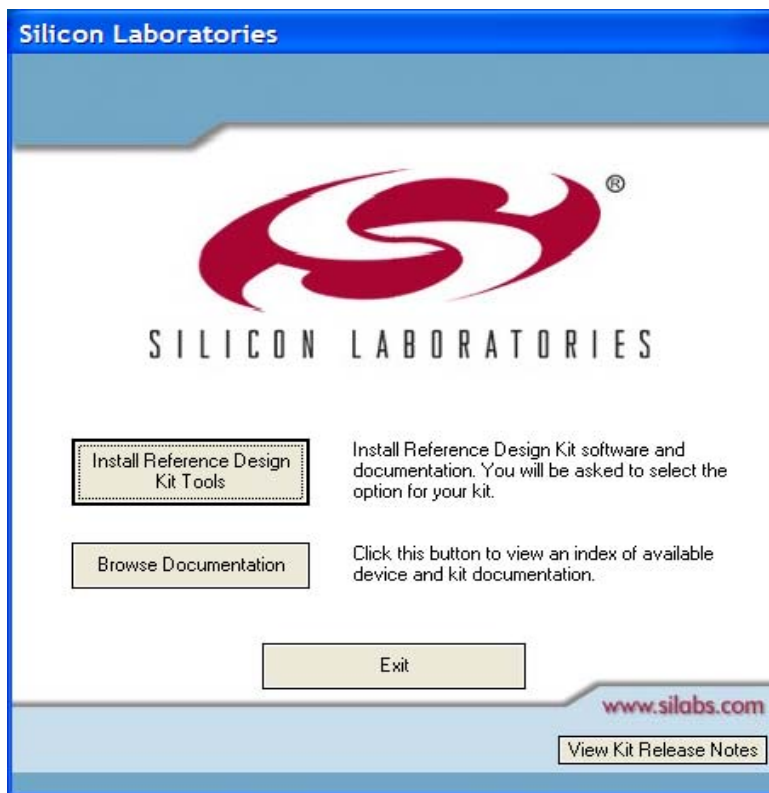 Silicon Laboratories
®
SILICON LABORATORIES
Install Reference Design
Kit Tools
Install Reference Design Kit software and
documentation. You will be asked to select the
option for your kit.
Browse Documentation
Click this button to view an index of available
device and kit documentation.
Exit
www.silabs.com
View Kit Release Notes